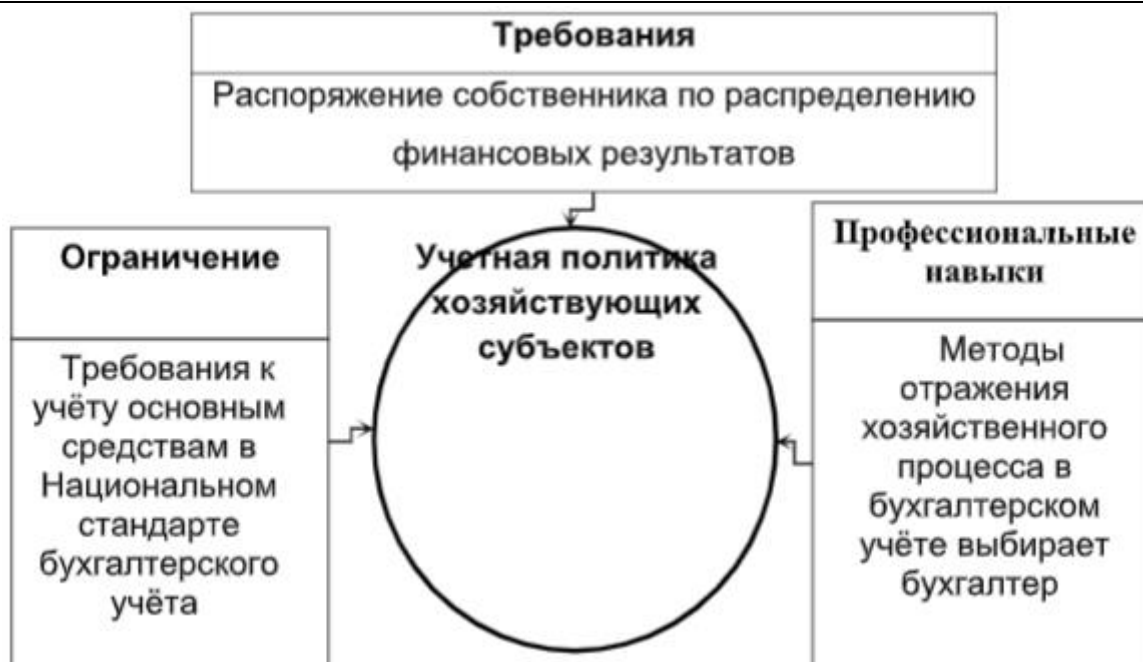 Требования
Распоряжение собственника по распределению
финансовых результатов
Ограничение
Требования к
учёту основным
средствам в
Национальном
стандарте
бухгалтерского
учёта
Учетная политика
хозяйствующих
субъектов
Профессиональные
навыки
Методы
отражения
хозяйственного
процесса в
бухгалтерском
учёте выбирает
бухгалтер